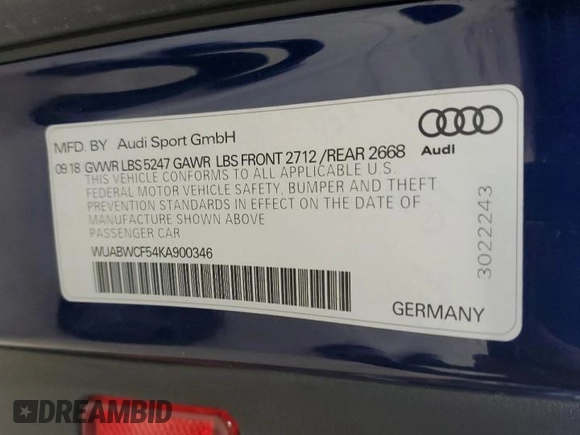 MFD. BY Audi Sport GmbH
09 18 GVWR LBS 5247 GAWR LBS FRONT 2712 /REAR 2668
THIS VEHICLE CONFORMS TO ALL APPLICABLE U.S.
FEDERAL MOTOR VEHICLE SAFETY, BUMPER AND THEFT
PREVENTION STANDARDS IN EFFECT ON THE DATE OF
MANUFACTURE SHOWN ABOVE
PASSENGER CAR
WUABWCF54KA900346
Audi
3022243
GERMANY
DREAMBID